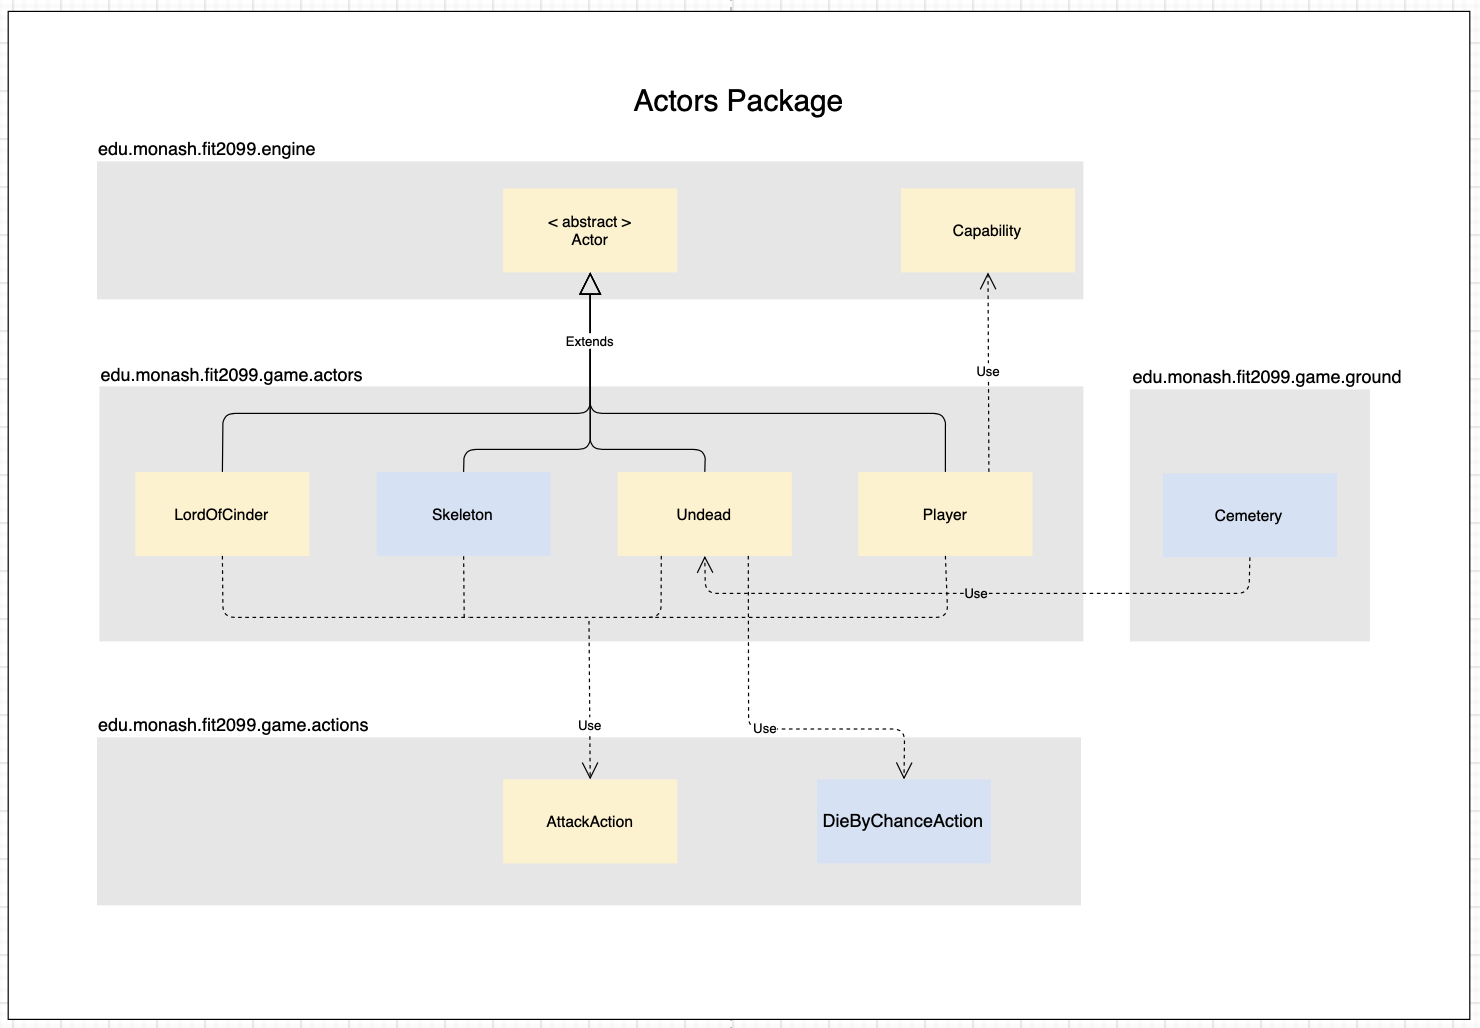 Actors Package
edu.monash.fit2099.engine
< abstract >
Actor
Capability
Extends
Use
edu.monash.fit2099.game.actors
edu.monash.fit2099.game.ground
LordOfCinder
Skeleton
Undead
Player
Cemetery
Use
edu.monash.fit2099.game.actions
Use
Use
AttackAction
DieByChanceAction